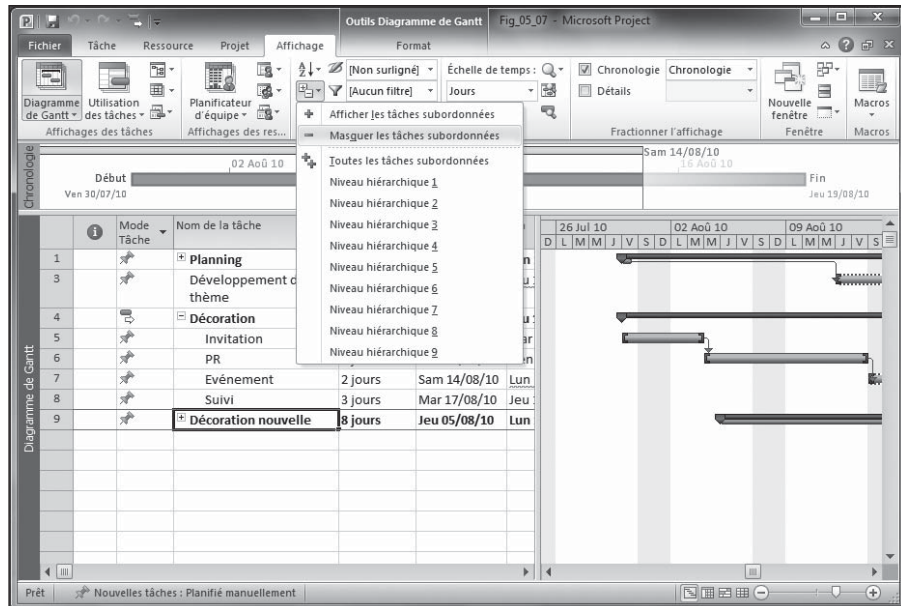 Outils Diagramme de Gantt Fig_05_07 - Microsoft Project
Fichier Tâche Ressource Projet Affichage Format
Diagramme de Gantt
Utilisation des tâches
Affichages des tâches
Planificateur d'équipe
Affichages des res...
[Non surligné]
[Aucun filtre]
Échelle de temps :
Jours
Chronologie Chronologie
Détails
Fractionner l'affichage
Nouvelle fenêtre
Fenêtre
Macros
Macros
Afficher les tâches subordonnées
Masquer les tâches subordonnées
Toutes les tâches subordonnées
Niveau hiérarchique 1
Niveau hiérarchique 2
Niveau hiérarchique 3
Niveau hiérarchique 4
Niveau hiérarchique 5
Niveau hiérarchique 6
Niveau hiérarchique 7
Niveau hiérarchique 8
Niveau hiérarchique 9
Chronologie
Début
Ven 30/07/10
02 Aoû 10
Sam 14/08/10
16 Aoû 10
Fin
Jeu 19/08/10
Diagramme de Gantt
Mode Tâche Nom de la tâche
26 Jul 10 02 Aoû 10 09 Aoû 10
D L M M J V S D L M M J V S D L M M J V S
1 Planning
3 Développement d
thème
4 Décoration
5 Invitation
6 PR
7 Evénement 2 jours Sam 14/08/10 Lun
8 Suivi 3 jours Mar 17/08/10 Jeu
9 Décoration nouvelle 8 jours Jeu 05/08/10 Lun
Prêt Nouvelles tâches : Planifié manuellement